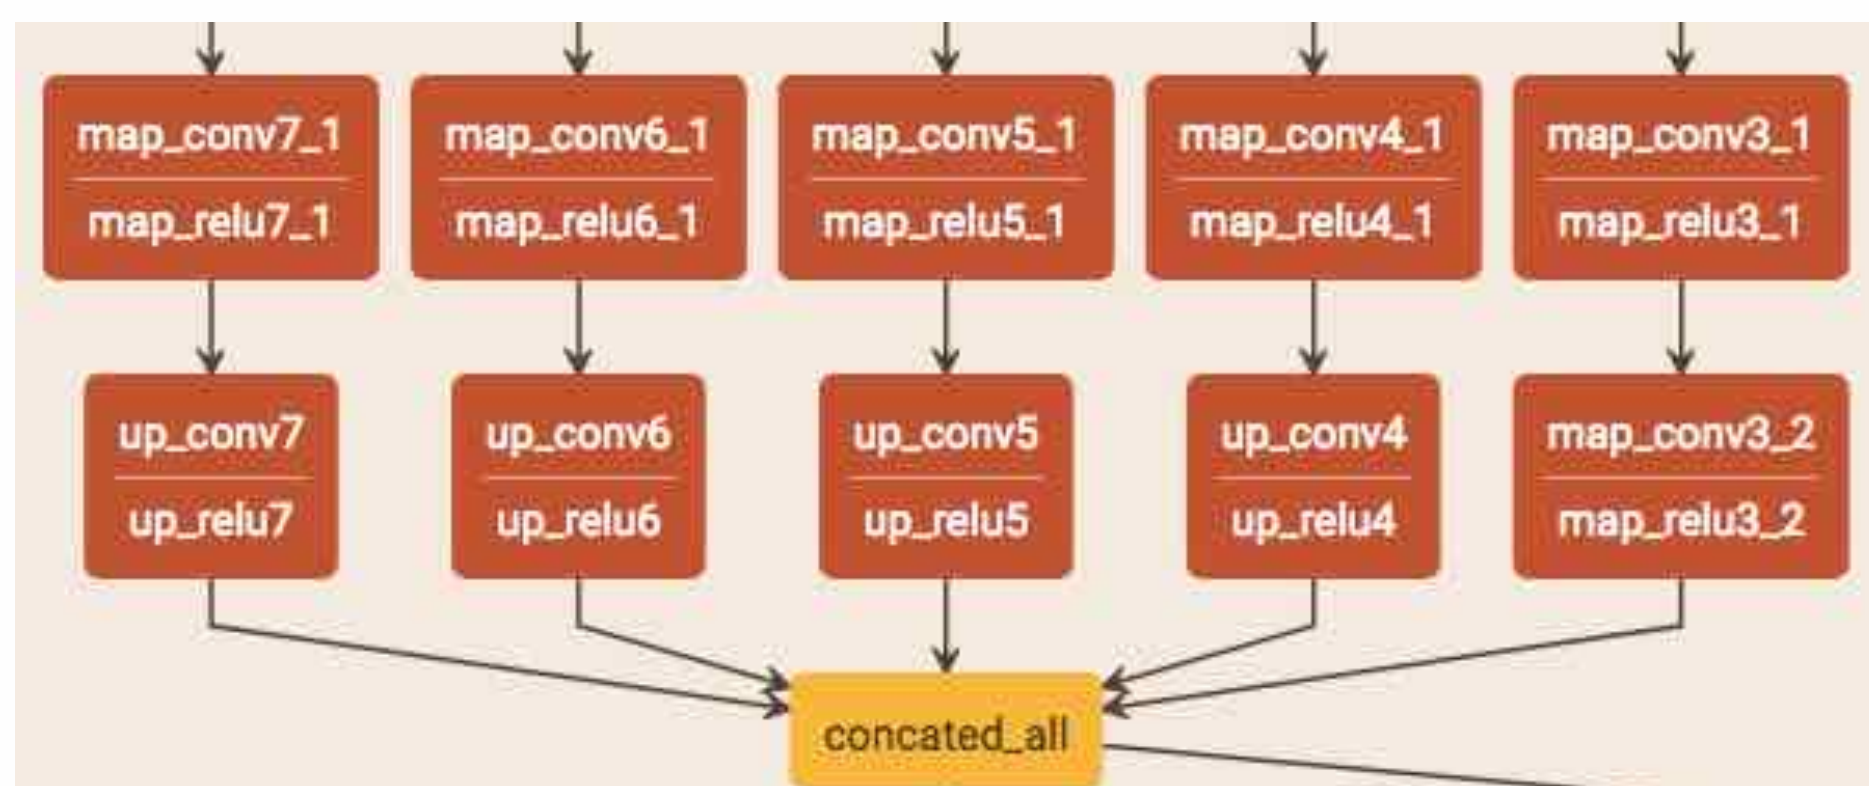 map_conv7_1
map_relu7_1
map_conv6_1
map_relu6_1
map_conv5_1
map_relu5_1
map_conv4_1
map_relu4_1
map_conv3_1
map_relu3_1
up_conv7
up_relu7
up_conv6
up_relu6
up_conv5
up_relu5
up_conv4
up_relu4
map_conv3_2
map_relu3_2
concated_all